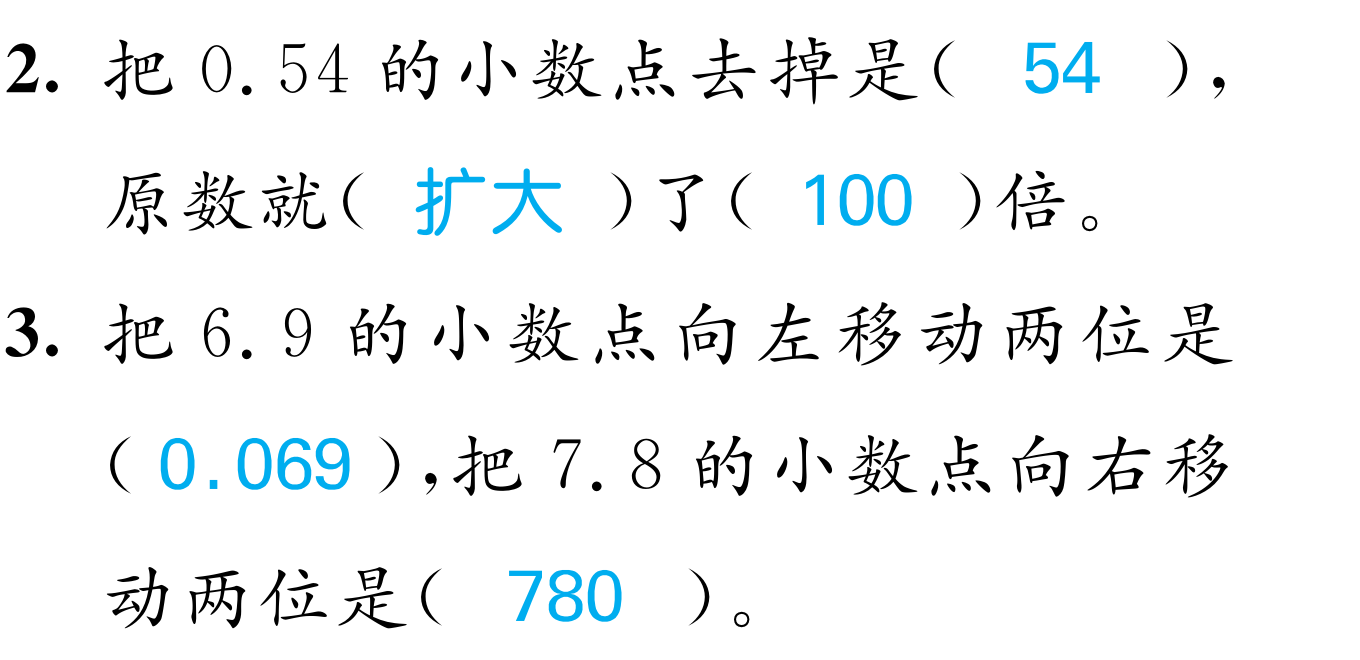 2. 把 0.54 的小数点去掉是( 54 ),
原数就( 扩大 )了( 100 )倍。
3. 把 6.9 的小数点向左移动两位是
( 0.069 ),把 7.8 的小数点向右移
动两位是( 780 )。